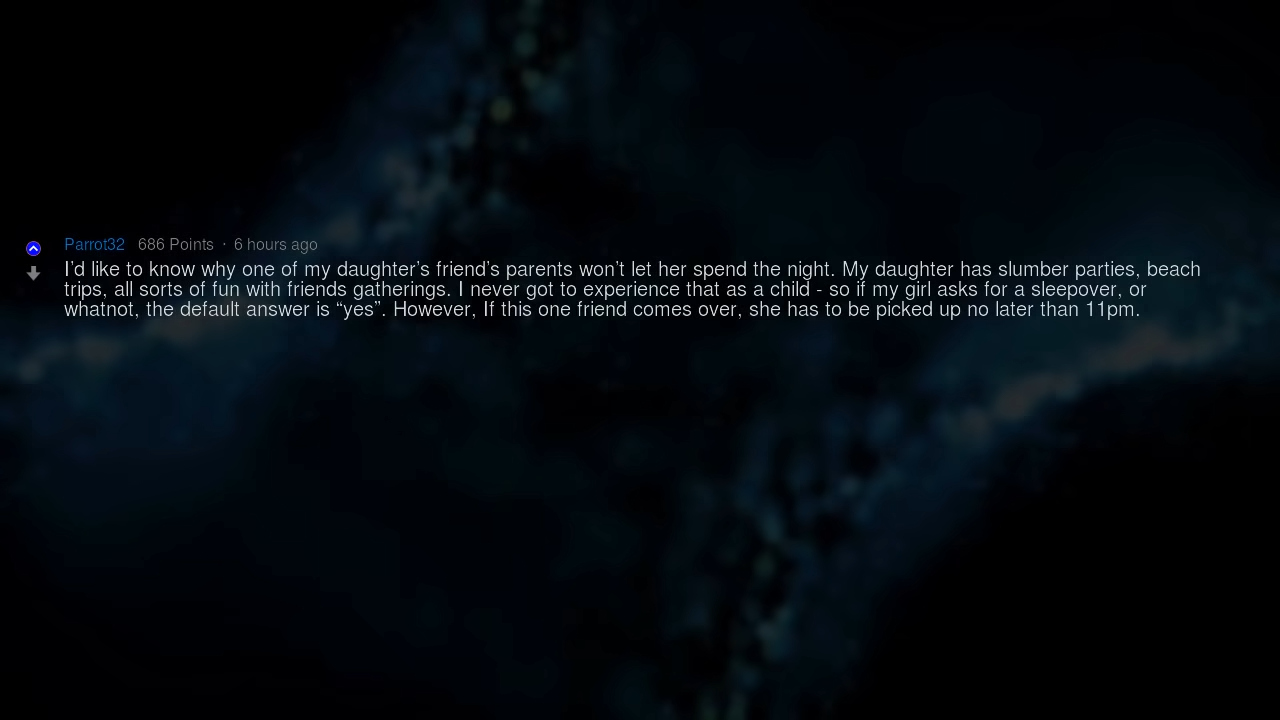 Parrot32 686 Points · 6 hours ago
I’d like to know why one of my daughter’s friend’s parents won’t let her spend the night. My daughter has slumber parties, beach
trips, all sorts of fun with friends gatherings. I never got to experience that as a child - so if my girl asks for a sleepover, or
whatnot, the default answer is “yes”. However, If this one friend comes over, she has to be picked up no later than 11pm.